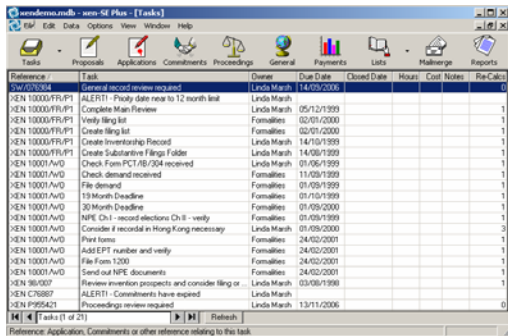 xendemo.mdb - xen-SE Plus - [Tasks]
File Edit Data Options View Window Help
Tasks Proposals Applications Commitments Proceedings General Payments Lists Mailmerge Reports
Reference Task Owner Due Date Closed Date Hours Cost Notes Re-Calcs
SW/076984 General record review required Linda Marsh 14/09/2006 0
XEN 10000/FR/P1 ALERT! - Priority date near to 12 month limit Linda Marsh
XEN 10000/FR/P1 Complete Main Review Linda Marsh 05/12/1999 1
XEN 10000/FR/P1 Verify filing list Formalities 02/01/2000 1
XEN 10000/FR/P1 Create filing list Formalities 02/01/2000 1
XEN 10000/FR/P1 Create Inventorship Record Linda Marsh 14/10/1999 1
XEN 10000/FR/P1 Create Substantive Filings Folder Linda Marsh 14/08/1999 1
XEN 10001/WO Check Form PCT/IB/304 received Linda Marsh 01/06/1999 1
XEN 10001/WO Check demand received Formalities 11/09/1999 1
XEN 10001/WO File demand Formalities 01/09/1999 1
XEN 10001/WO 19 Month Deadline Formalities 01/10/1999 1
XEN 10001/WO 30 Month Deadline Formalities 01/09/2000 1
XEN 10001/WO NPE Ch I - record elections Ch II - verify Formalities 01/09/1999 1
XEN 10001/WO Consider if recordal in Hong Kong necessary Formalities 01/09/2000 3
XEN 10001/WO Print forms Formalities 24/02/2001 1
XEN 10001/WO Add EPT number and verify Formalities 24/02/2001 1
XEN 10001/WO File Form 1200 Formalities 24/02/2001 1
XEN 10001/WO Send out NPE documents Formalities 24/02/2001 1
XEN 98/007 Review invention prospects and consider filing or ... Linda Marsh 03/08/1998 1
XEN C76887 ALERT! - Commitments have expired Linda Marsh
XEN P955421 Proceedings review required Linda Marsh 13/11/2006 0
Tasks (1 of 21) Refresh
Reference: Application, Commitments or other reference relating to this task